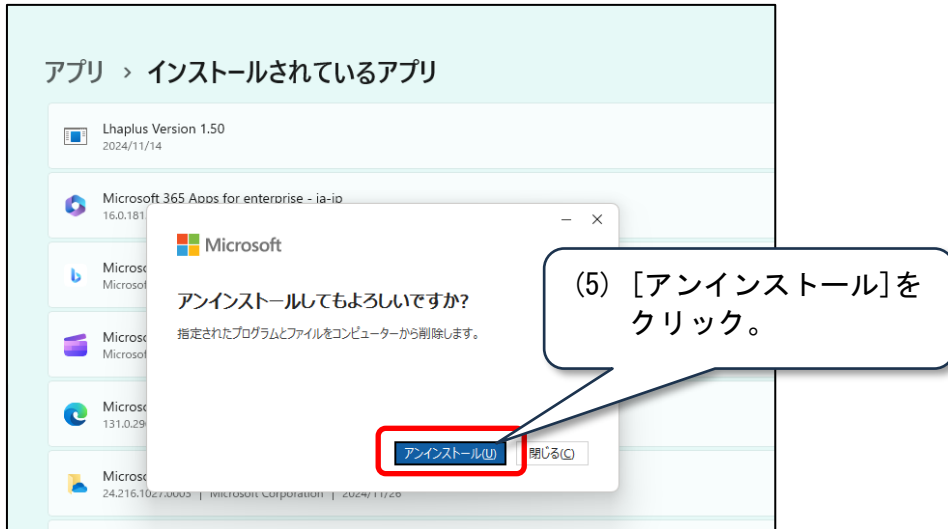 アプリ › インストールされているアプリ
Lhaplus Version 1.50
2024/11/14
Microsoft 365 Apps for enterprise - ja-jp
16.0.181
Microsoft
アンインストールしてもよろしいですか?
指定されたプログラムとファイルをコンピューターから削除します。
アンインストール(U)
閉じる(C)
(5) [アンインストール]を
クリック。
Microso
Microsof
Microso
Microsof
Microso
131.0.29
Microso
24.216.1027.0003 | Microsoft Corporation | 2024/11/26